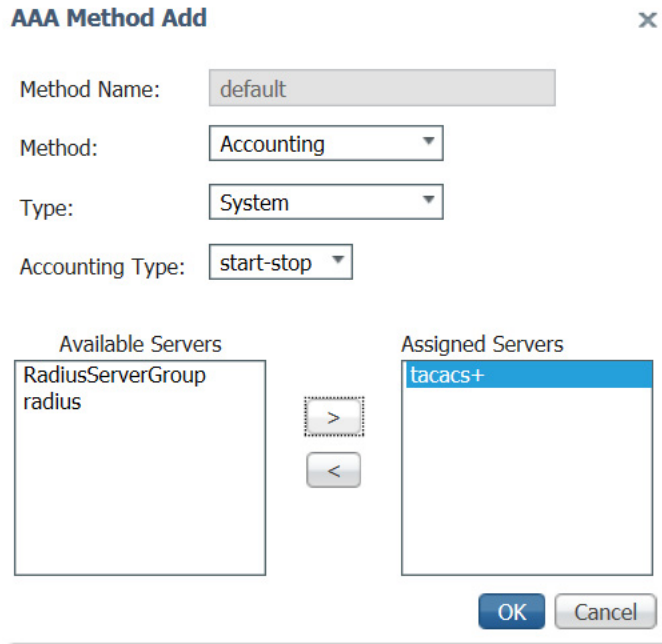 AAA Method Add
×
Method Name: default
Method: Accounting
Type: System
Accounting Type: start-stop
Available Servers
RadiusServerGroup
radius
>
<
Assigned Servers
tacacs+
OK Cancel